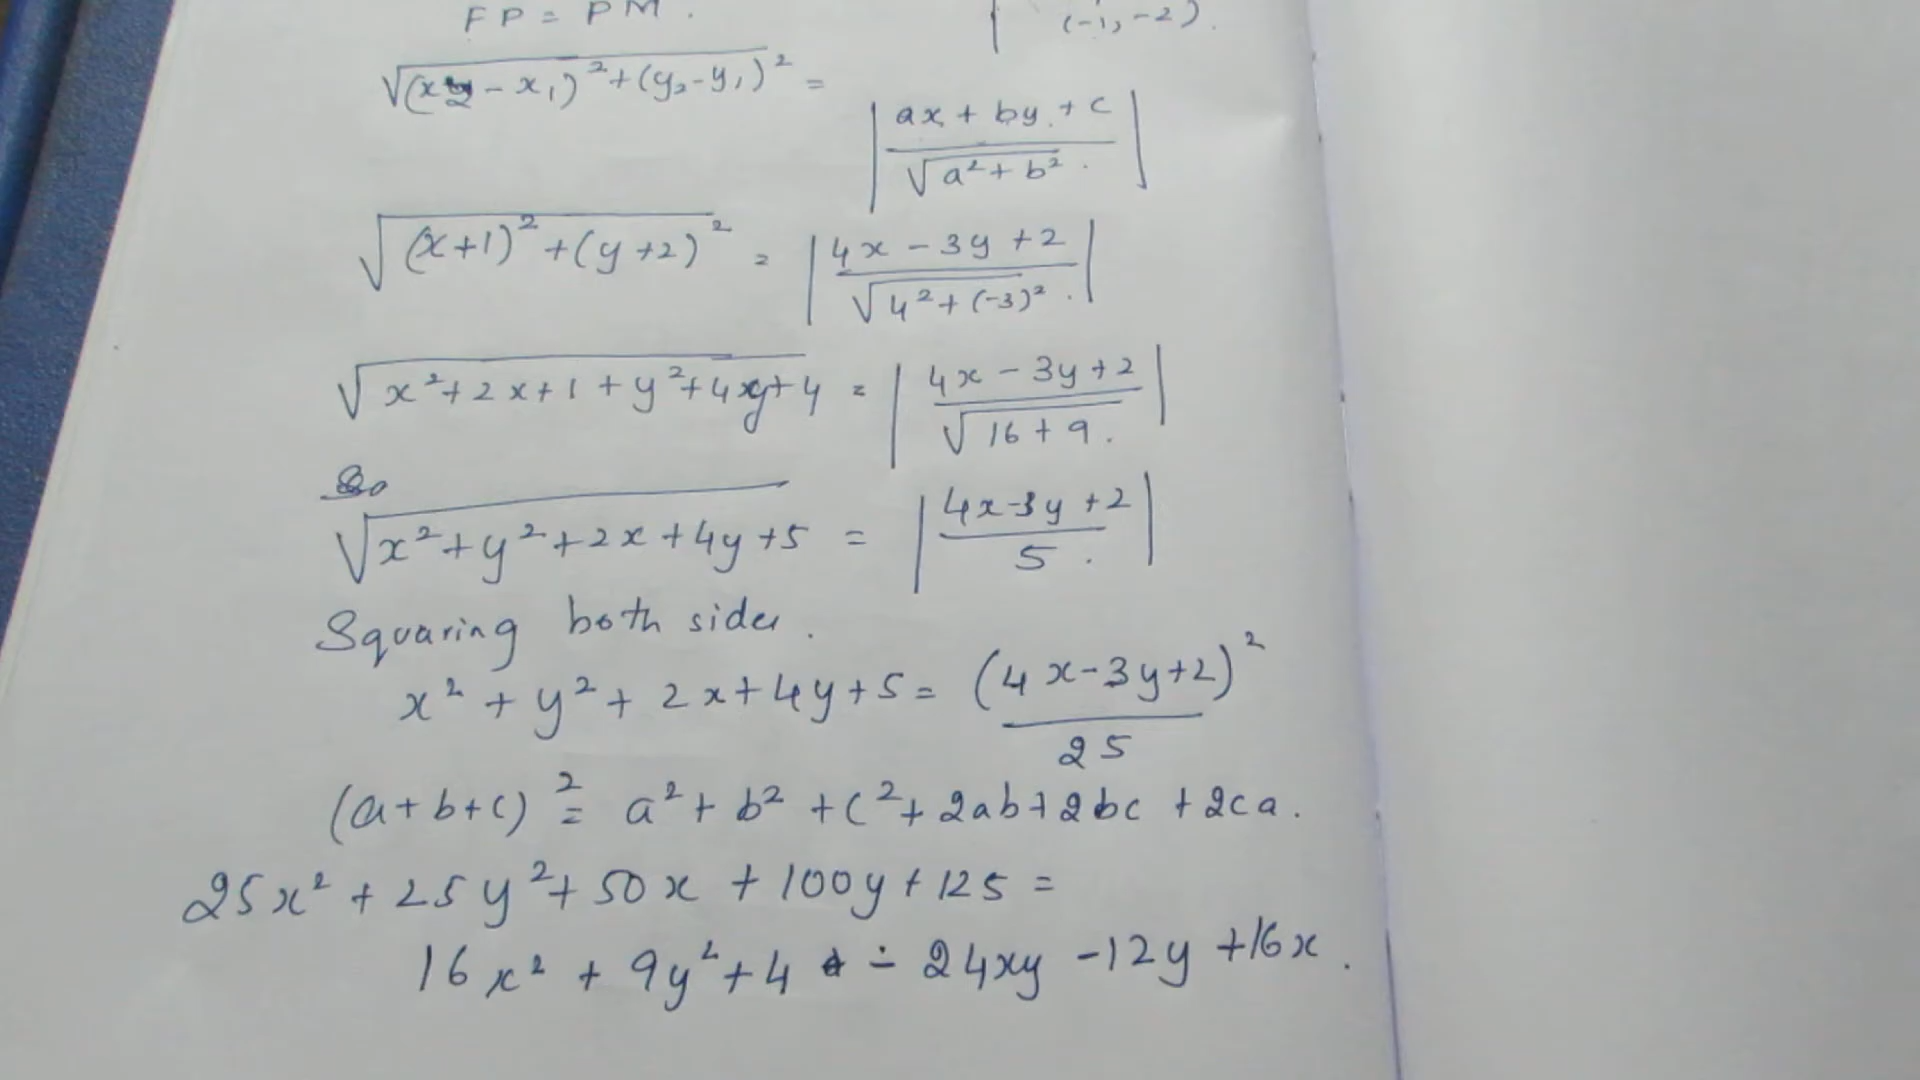 FP = PM.
(-1, -2).
√(x2 - x1)² + (y2 - y1)² = | ax + by + c / √a² + b² |
√(x+1)² + (y+2)² = | 4x - 3y + 2 / √4² + (-3)² |
√x² + 2x + 1 + y² + 4y + 4 = | 4x - 3y + 2 / √16 + 9 |
√x² + y² + 2x + 4y + 5 = | 4x - 3y + 2 / 5 |
Squaring both sides.
x² + y² + 2x + 4y + 5 = (4x - 3y + 2)² / 25
(a + b + c)² = a² + b² + c² + 2ab + 2bc + 2ca.
25x² + 25y² + 50x + 100y + 125 =
16x² + 9y² + 4 - 24xy - 12y + 16x.